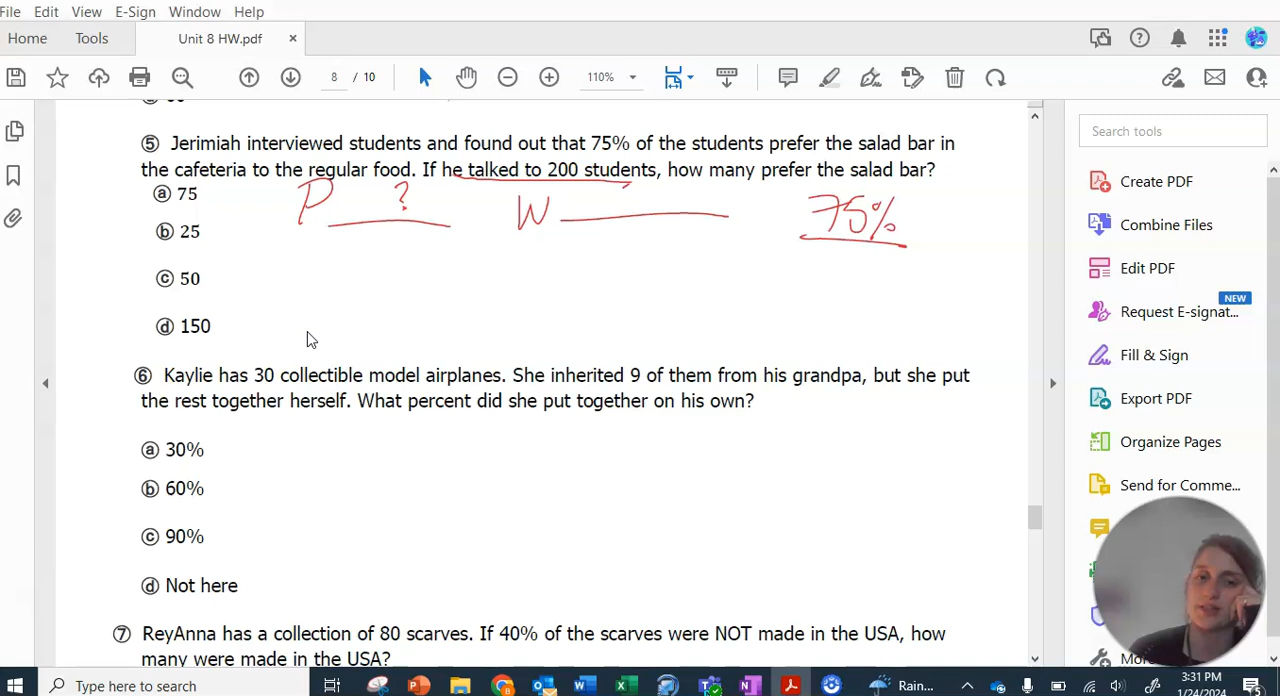 File Edit View E-Sign Window Help
Home Tools Unit 8 HW.pdf ×
8 / 10 110%
⑤ Jerimiah interviewed students and found out that 75% of the students prefer the salad bar in
the cafeteria to the regular food. If he talked to 200 students, how many prefer the salad bar?
ⓐ 75
P ? W 75%
ⓑ 25
ⓒ 50
ⓓ 150
⑥ Kaylie has 30 collectible model airplanes. She inherited 9 of them from his grandpa, but she put
the rest together herself. What percent did she put together on his own?
ⓐ 30%
ⓑ 60%
ⓒ 90%
ⓓ Not here
⑦ ReyAnna has a collection of 80 scarves. If 40% of the scarves were NOT made in the USA, how
many were made in the USA?
Search tools
Create PDF
Combine Files
Edit PDF
NEW
Request E-signat...
Fill & Sign
Export PDF
Organize Pages
Send for Comme...
Type here to search
Rain...
3:31 PM
1/24/2024